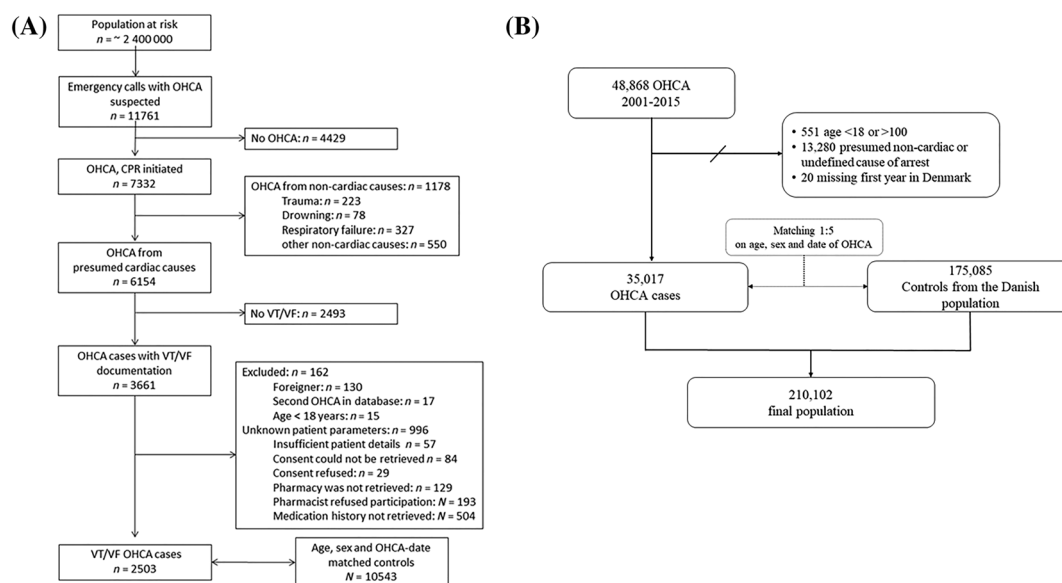 (A)
Population at risk
n = ~ 2 400 000
Emergency calls with OHCA
suspected
n = 11761
No OHCA: n = 4429
OHCA, CPR initiated
n = 7332
OHCA from non-cardiac causes: n = 1178
Trauma: n = 223
Drowning: n = 78
Respiratory failure: n = 327
other non-cardiac causes: n = 550
OHCA from
presumed cardiac causes
n = 6154
No VT/VF: n = 2493
OHCA cases with VT/VF
documentation
n = 3661
Excluded: n = 162
Foreigner: n = 130
Second OHCA in database: n = 17
Age < 18 years: n = 15
Unknown patient parameters: n = 996
Insufficient patient details n = 57
Consent could not be retrieved n = 84
Consent refused: n = 29
Pharmacy was not retrieved: n = 129
Pharmacist refused participation: N = 193
Medication history not retrieved: N = 504
VT/VF OHCA cases
n = 2503
Age, sex and OHCA-date
matched controls
N = 10543
(B)
48,868 OHCA
2001-2015
• 551 age <18 or >100
• 13,280 presumed non-cardiac or
undefined cause of arrest
• 20 missing first year in Denmark
Matching 1:5
on age, sex and date of OHCA
35,017
OHCA cases
175,085
Controls from the Danish
population
210,102
final population